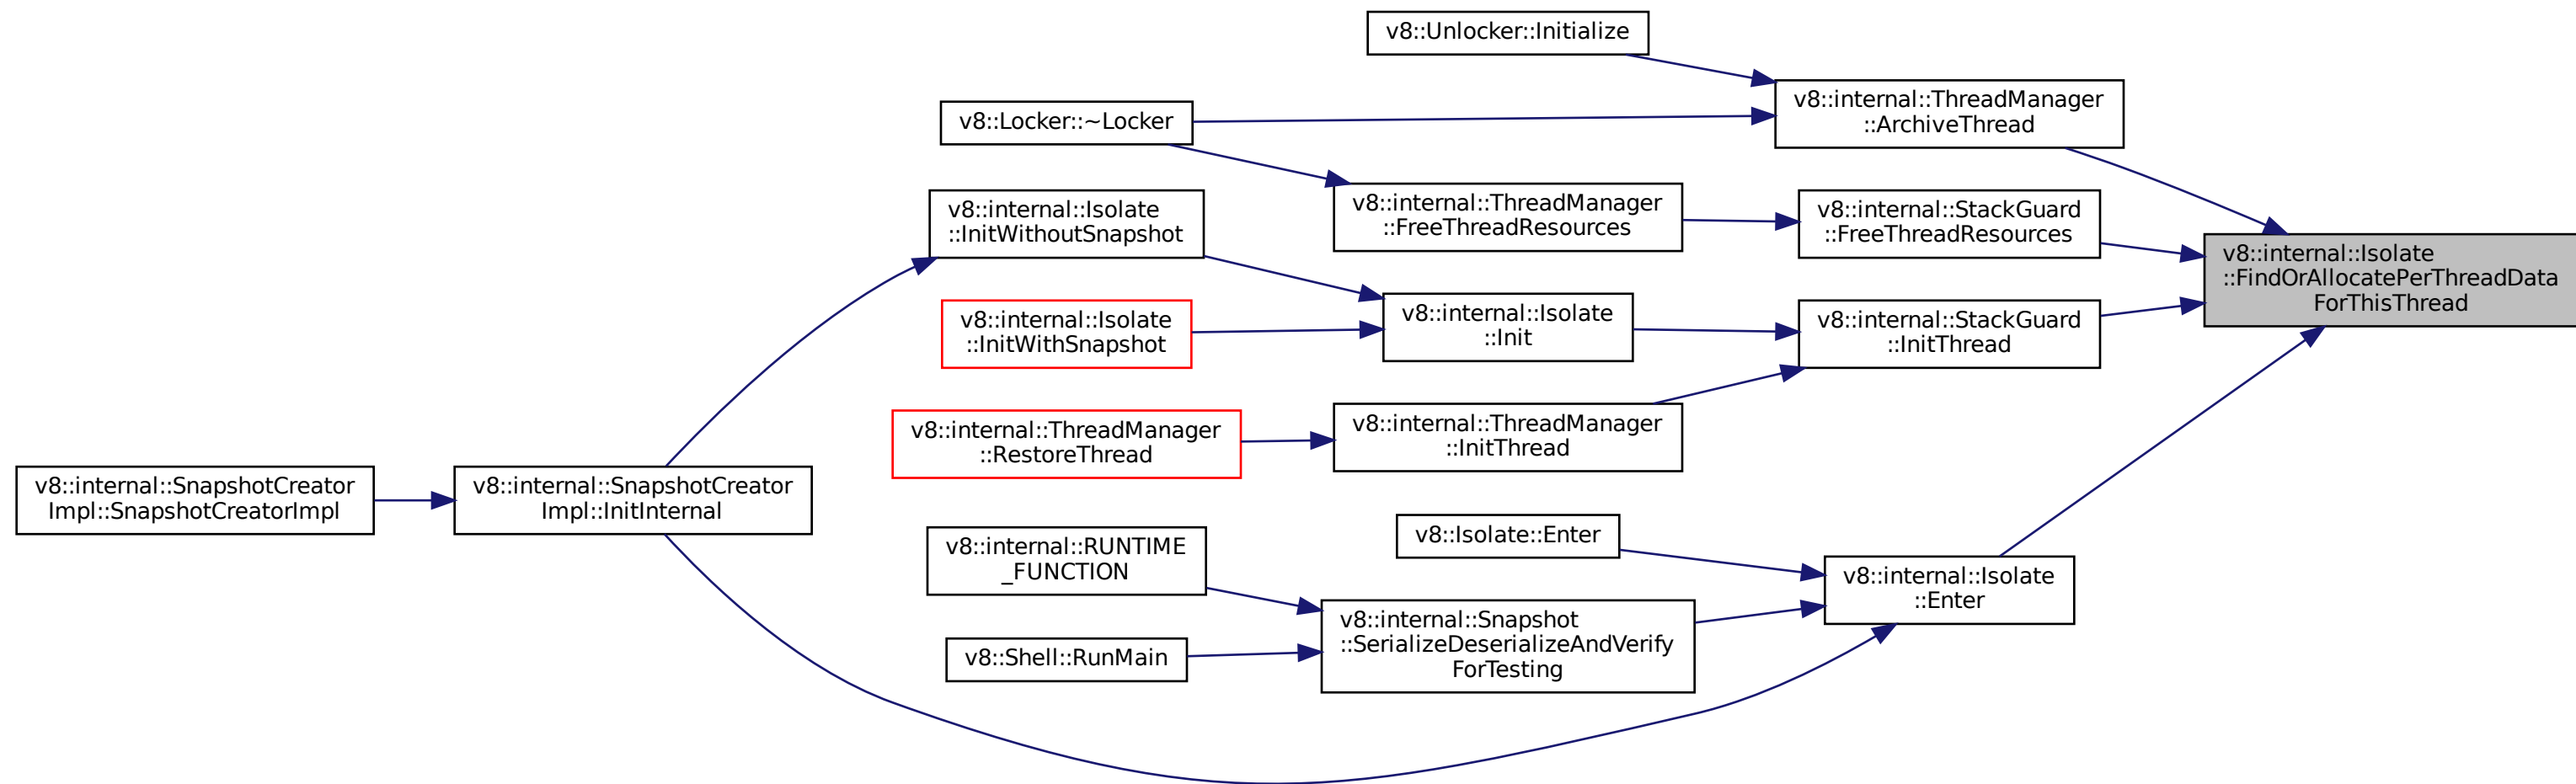 v8::Unlocker::Initialize
v8::internal::ThreadManager
::ArchiveThread
v8::Locker::~Locker
v8::internal::ThreadManager
::FreeThreadResources
v8::internal::StackGuard
::FreeThreadResources
v8::internal::Isolate
::InitWithoutSnapshot
v8::internal::Isolate
::FindOrAllocatePerThreadData
ForThisThread
v8::internal::Isolate
::InitWithSnapshot
v8::internal::Isolate
::Init
v8::internal::StackGuard
::InitThread
v8::internal::ThreadManager
::RestoreThread
v8::internal::ThreadManager
::InitThread
v8::internal::SnapshotCreator
Impl::SnapshotCreatorImpl
v8::internal::SnapshotCreator
Impl::InitInternal
v8::Isolate::Enter
v8::internal::RUNTIME
_FUNCTION
v8::internal::Isolate
::Enter
v8::internal::Snapshot
::SerializeDeserializeAndVerify
ForTesting
v8::Shell::RunMain